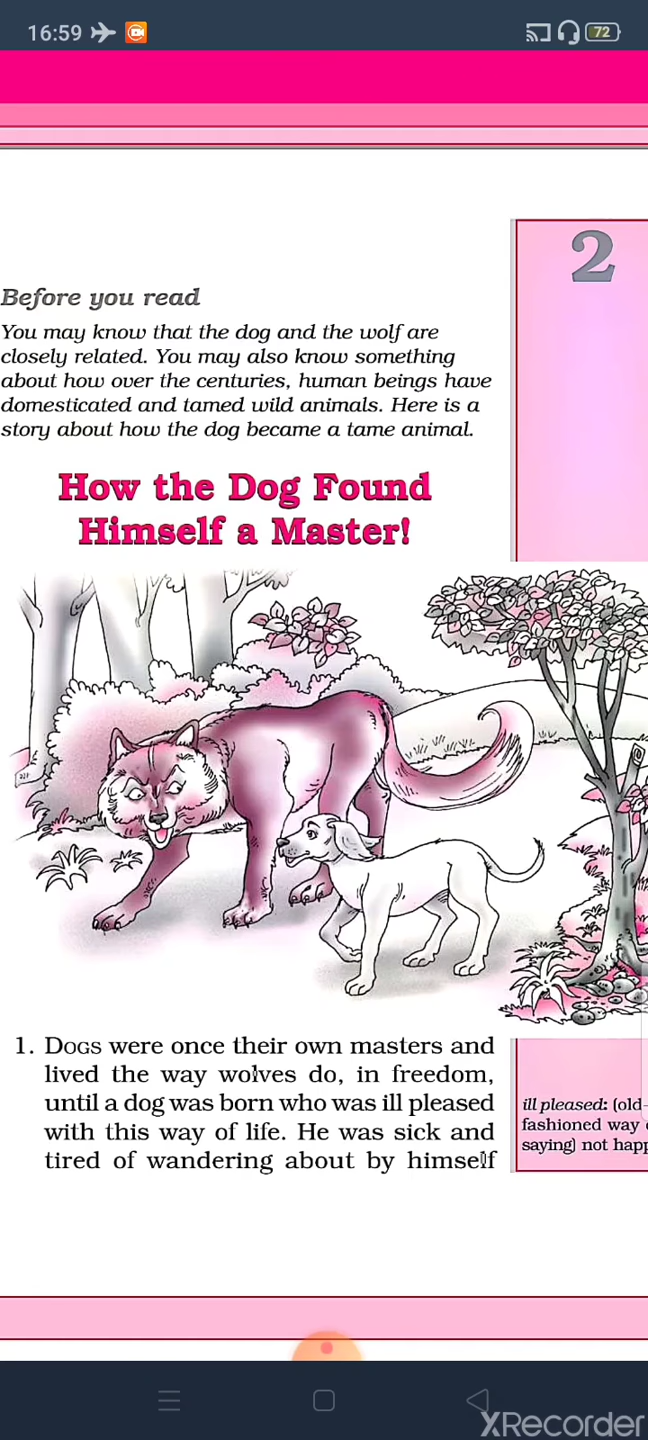 16:59
72
2
Before you read
You may know that the dog and the wolf are
closely related. You may also know something
about how over the centuries, human beings have
domesticated and tamed wild animals. Here is a
story about how the dog became a tame animal.
How the Dog Found
Himself a Master!
1. DOGS were once their own masters and
lived the way wolves do, in freedom,
until a dog was born who was ill pleased
with this way of life. He was sick and
tired of wandering about by himself
ill pleased: (old-
fashioned way
saying) not
XRecorder